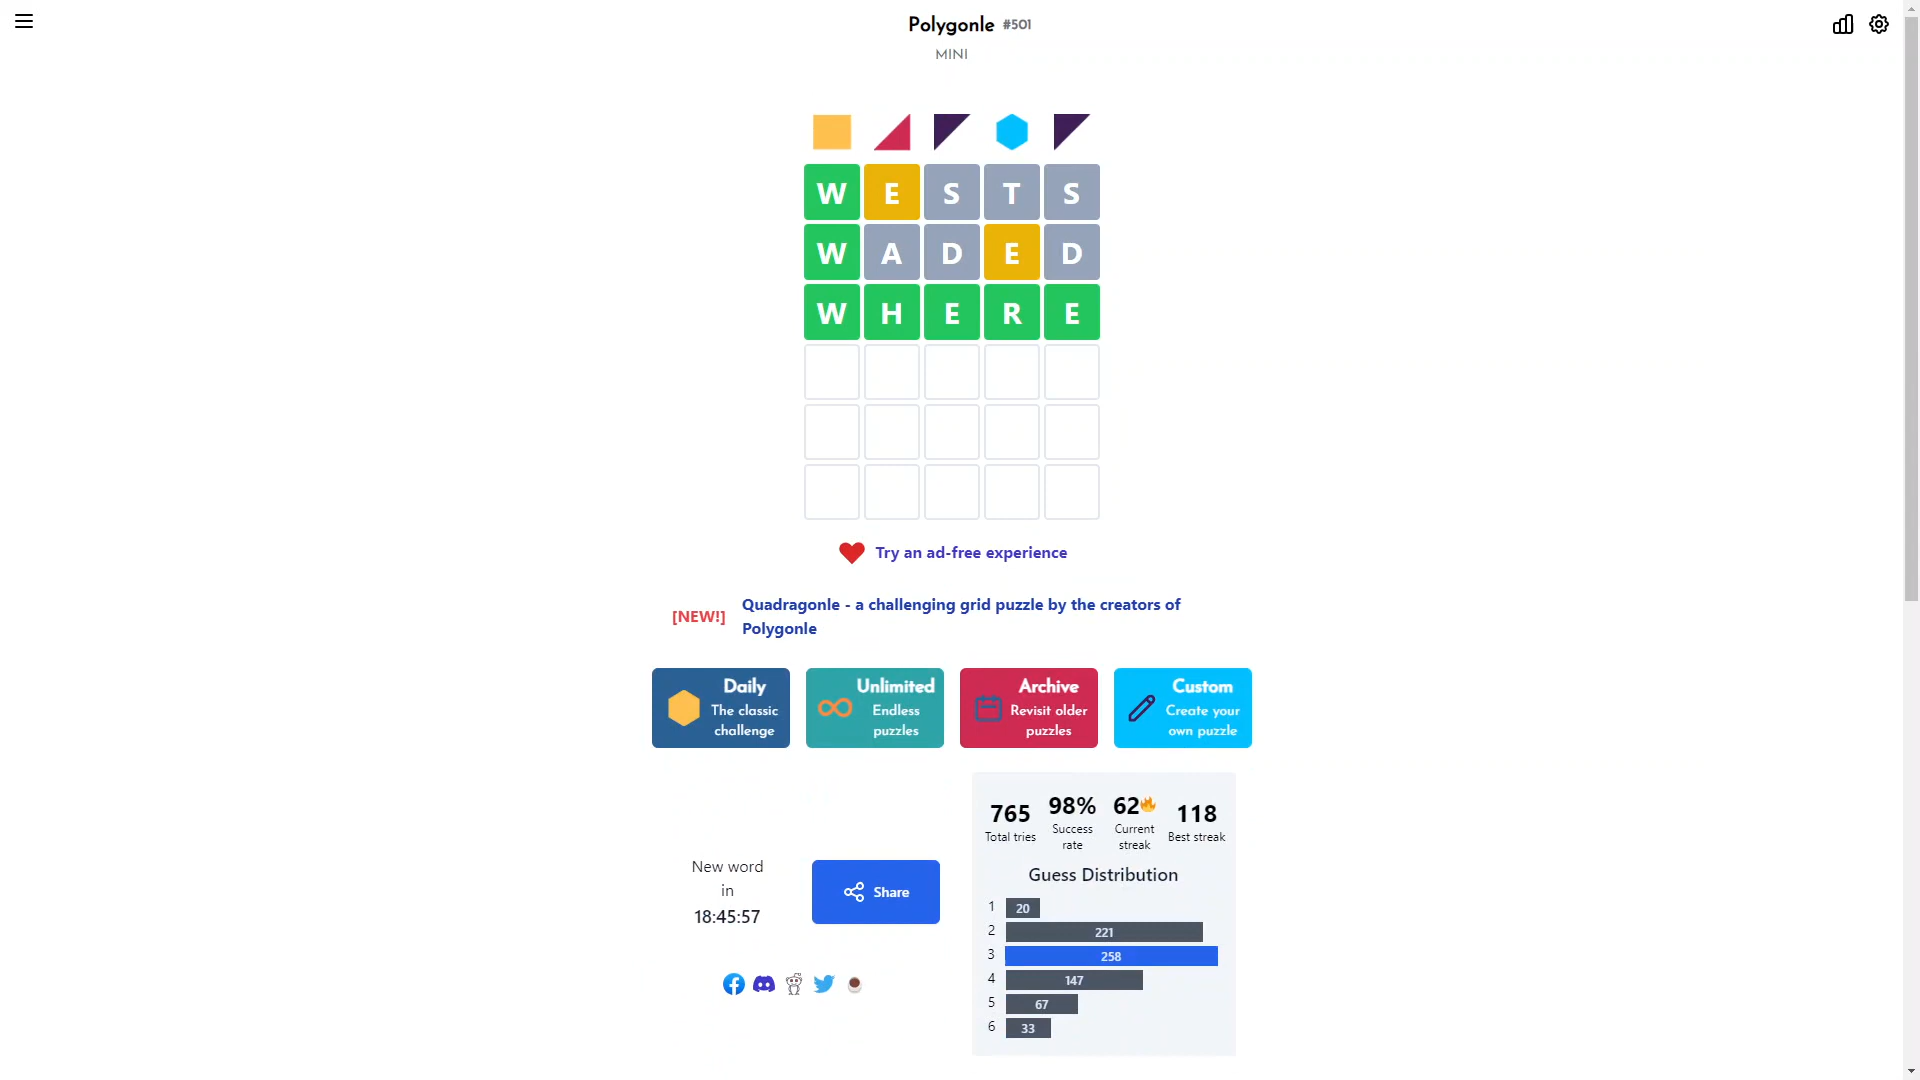 Polygonle #501
MINI
W E S T S
W A D E D
W H E R E
Try an ad-free experience
[NEW!]
Quadragonle - a challenging grid puzzle by the creators of
Polygonle
Daily
The classic
challenge
Unlimited
Endless
puzzles
Archive
Revisit older
puzzles
Custom
Create your
own puzzle
New word
in
18:45:57
Share
765
Total tries
98%
Success
rate
62🔥
Current
streak
118
Best streak
Guess Distribution
1 20
2 221
3 258
4 147
5 67
6 33